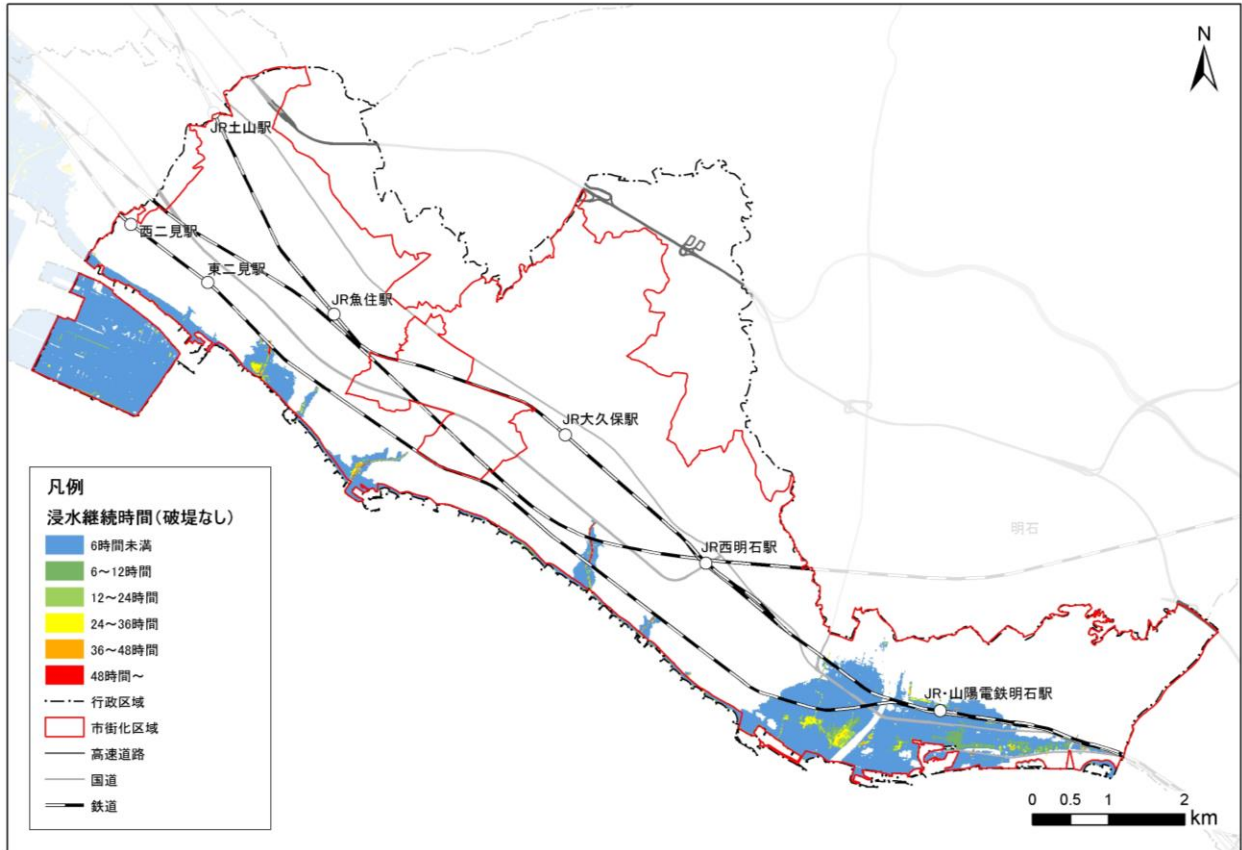 N
JR土山駅
西二見駅
東二見駅
JR魚住駅
JR大久保駅
明石
JR西明石駅
JR・山陽電鉄明石駅
凡例
浸水継続時間(破堤なし)
6時間未満
6～12時間
12～24時間
24～36時間
36～48時間
48時間～
行政区域
市街化区域
高速道路
国道
鉄道
0 0.5 1 2
km